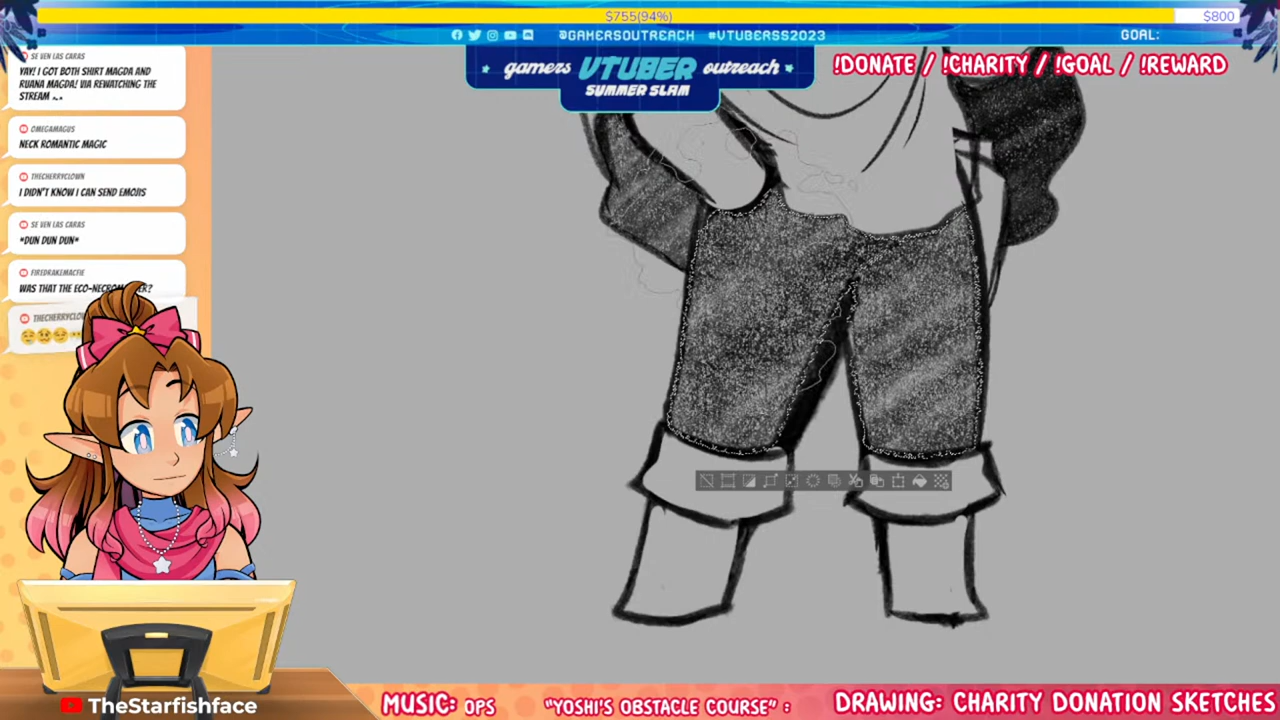 $755(94%)
$800
@GAMERSOUTREACH #VTUBERSS2023
GOAL:
gamers VTUBER outreach
SUMMER SLAM
!DONATE / !CHARITY / !GOAL / !REWARD
SE VEN LAS CARAS
YAY! I GOT BOTH SHIRT MAGDA AND
RUANA MAGDA! VIA REWATCHING THE
STREAM ^.^
OMEGAMAGUS
NECK ROMANTIC MAGIC
THECHERRYCLOWN
I DIDN'T KNOW I CAN SEND EMOJIS
SE VEN LAS CARAS
*DUN DUN DUN*
FIREDRAKEMACFIE
WAS THAT THE
TheStarfishface
MUSIC: OPS "YOSHI'S OBSTACLE COURSE" :
DRAWING: CHARITY DONATION SKETCHES